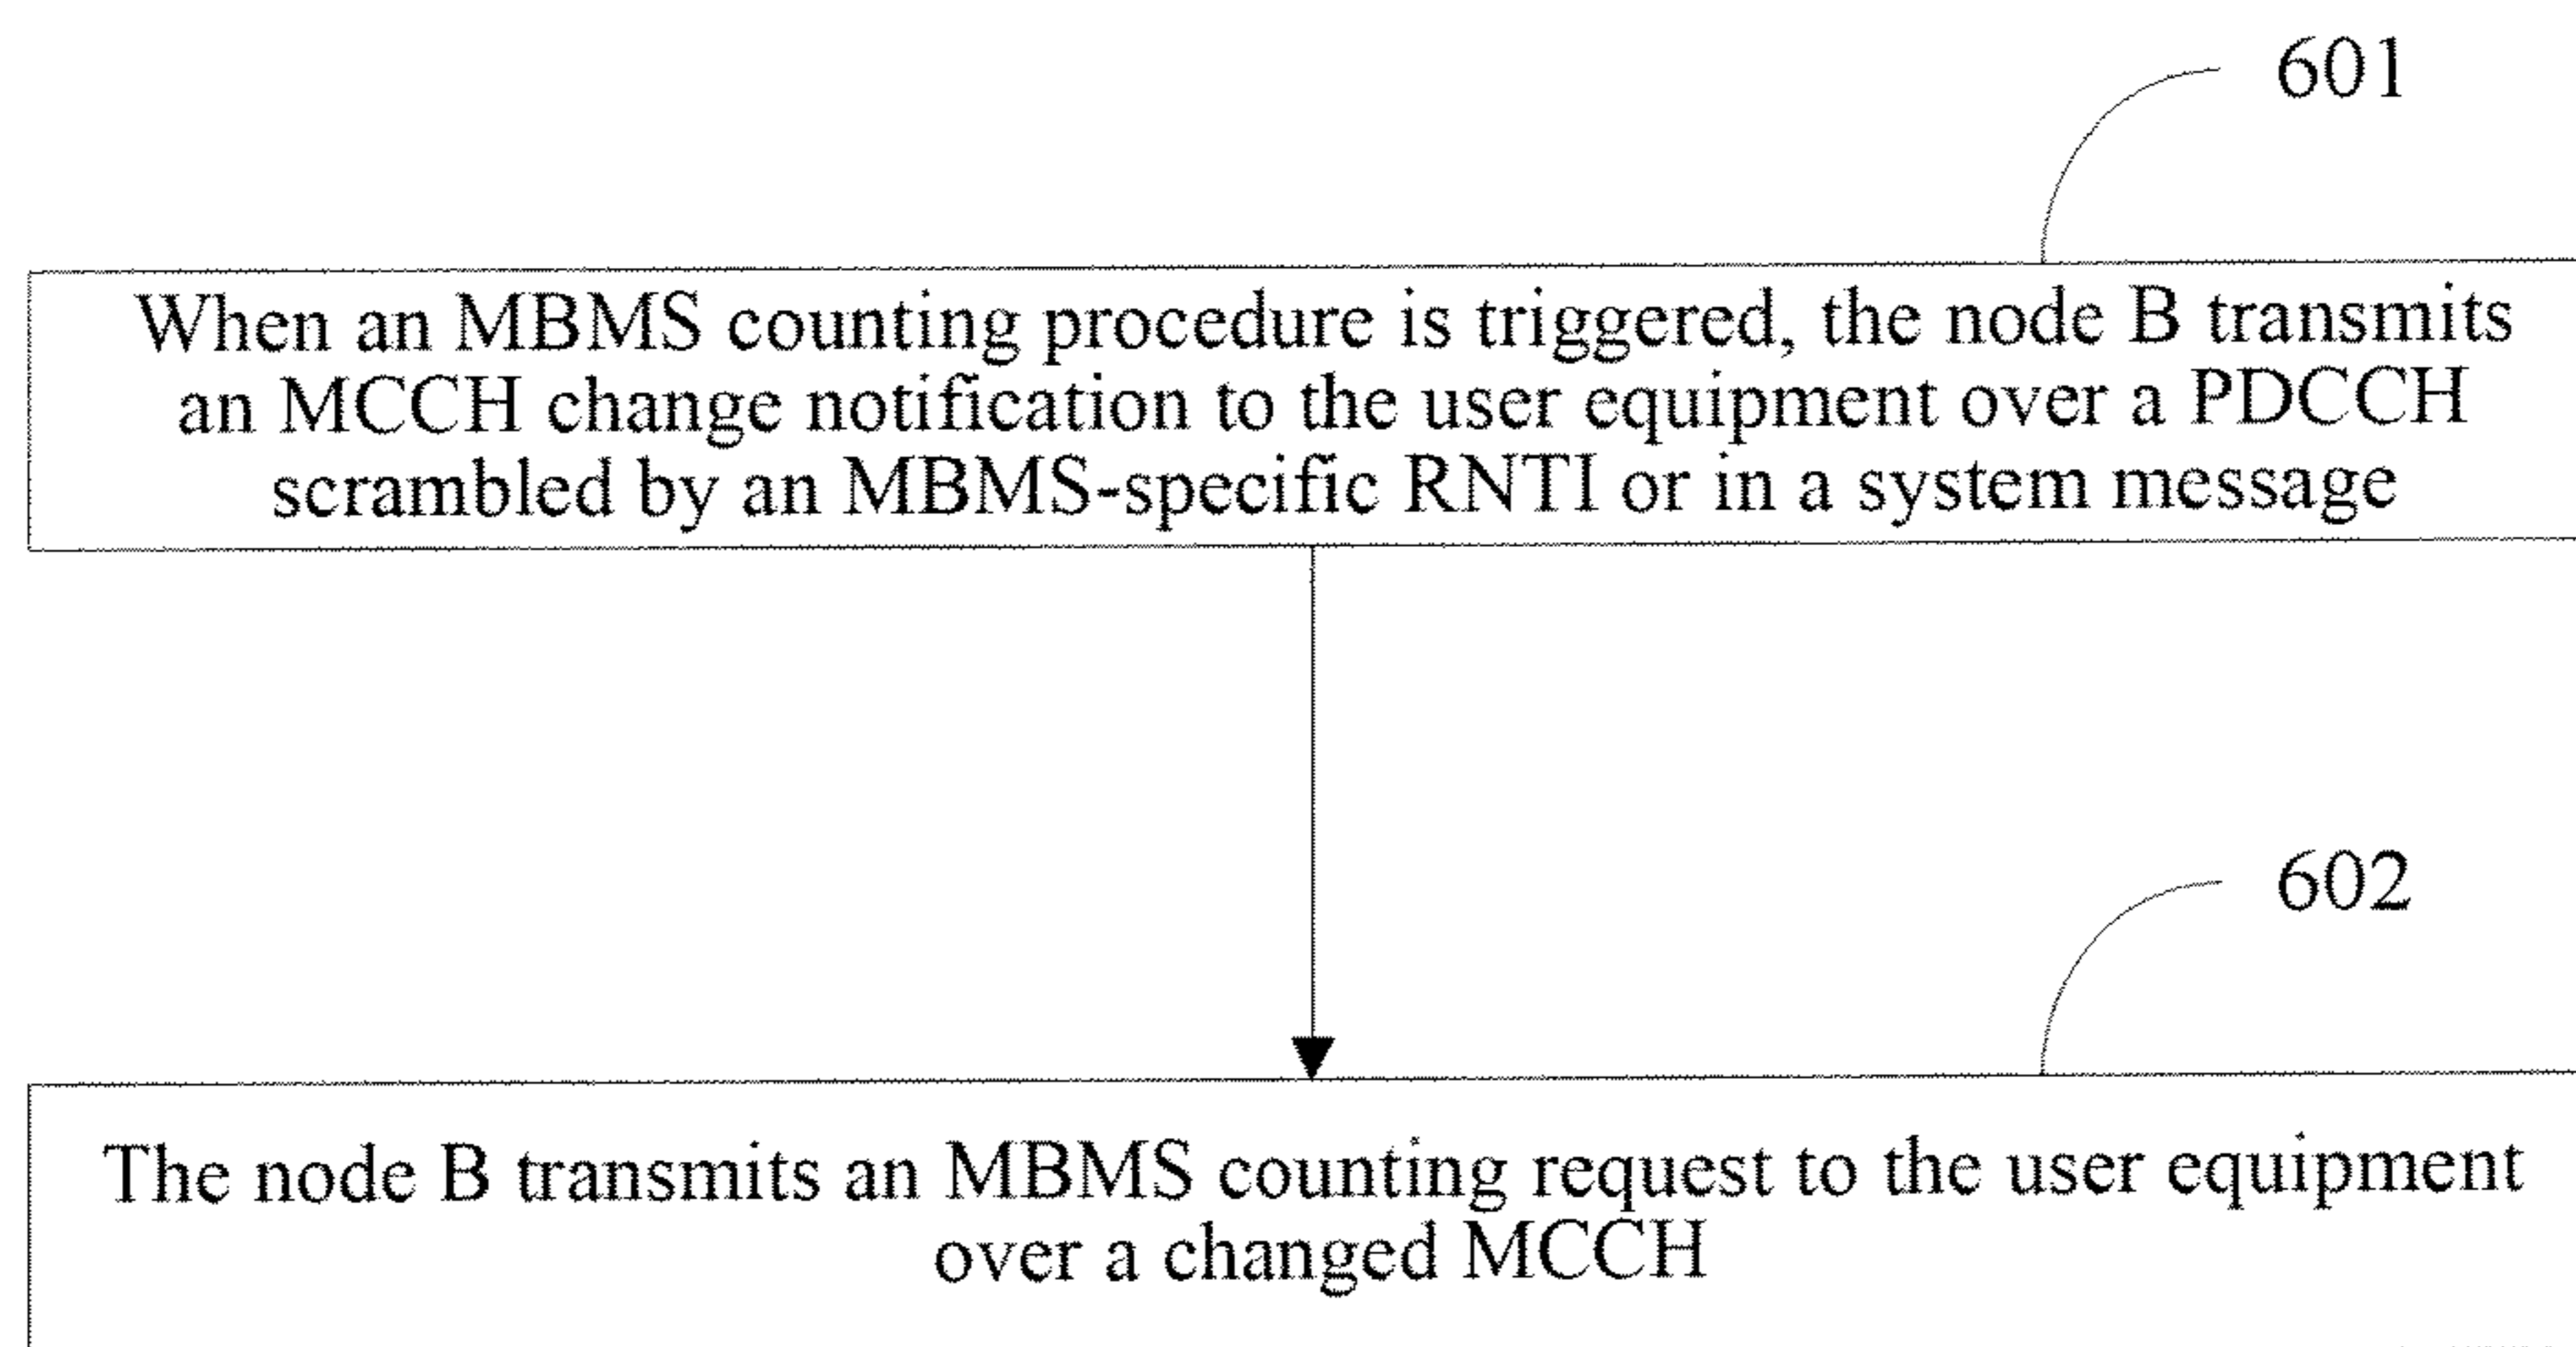 601
When an MBMS counting procedure is triggered, the node B transmits
an MCCH change notification to the user equipment over a PDCCH
scrambled by an MBMS-specific RNTI or in a system message
602
The node B transmits an MBMS counting request to the user equipment
over a changed MCCH